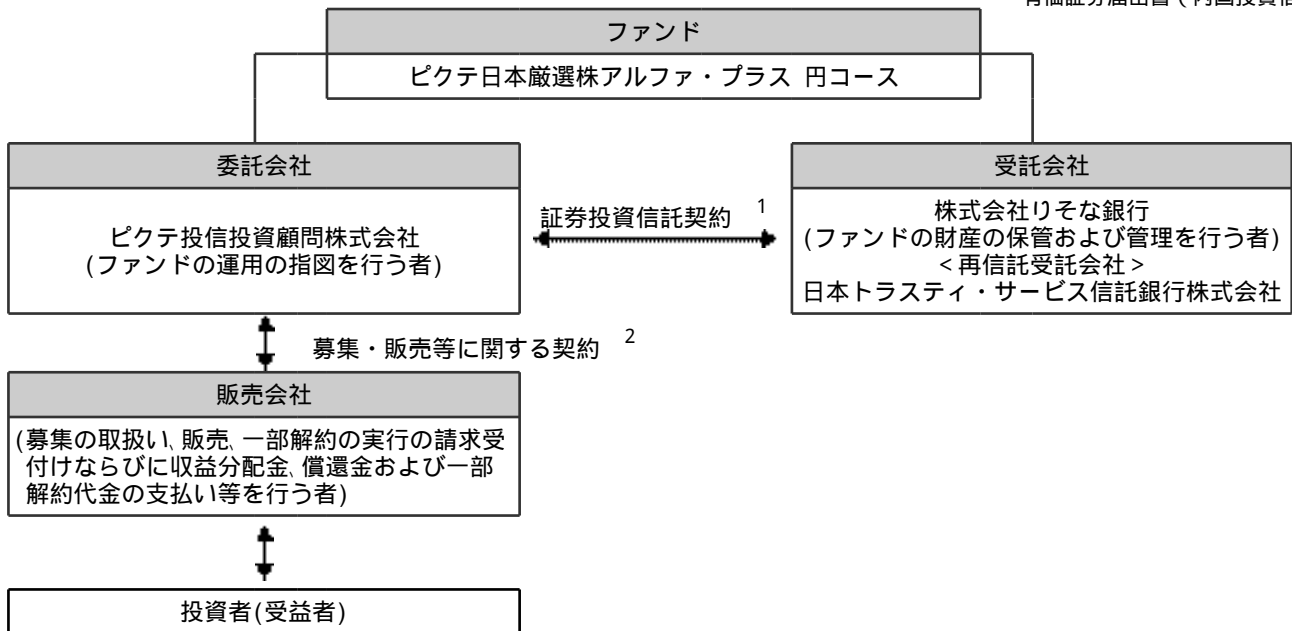 ファンド
ピクテ日本厳選株アルファ・プラス 円コース
委託会社
ピクテ投信投資顧問株式会社
(ファンドの運用の指図を行う者)
証券投資信託契約 1
受託会社
株式会社りそな銀行
(ファンドの財産の保管および管理を行う者)
<再信託受託会社>
日本トラスティ・サービス信託銀行株式会社
募集・販売等に関する契約 2
販売会社
(募集の取扱い、販売、一部解約の実行の請求受
付けならびに収益分配金、償還金および一部
解約代金の支払い等を行う者)
投資者(受益者)